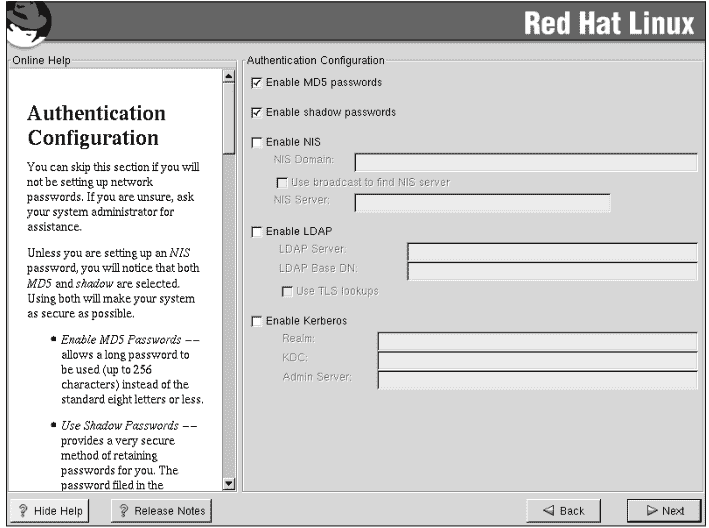 Red Hat Linux
Online Help
Authentication
Configuration
You can skip this section if you will
not be setting up network
passwords. If you are unsure, ask
your system administrator for
assistance.
Unless you are setting up an NIS
password, you will notice that both
MD5 and shadow are selected.
Using both will make your system
as secure as possible.
Enable MD5 Passwords --
allows a long password to
be used (up to 256
characters) instead of the
standard eight letters or less.
Use Shadow Passwords --
provides a very secure
method of retaining
passwords for you. The
password filed in the
Authentication Configuration
Enable MD5 passwords
Enable shadow passwords
Enable NIS
NIS Domain:
Use broadcast to find NIS server
NIS Server:
Enable LDAP
LDAP Server:
LDAP Base DN:
Use TLS lookups
Enable Kerberos
Realm:
KDC:
Admin Server:
Hide Help
Release Notes
Back
Next